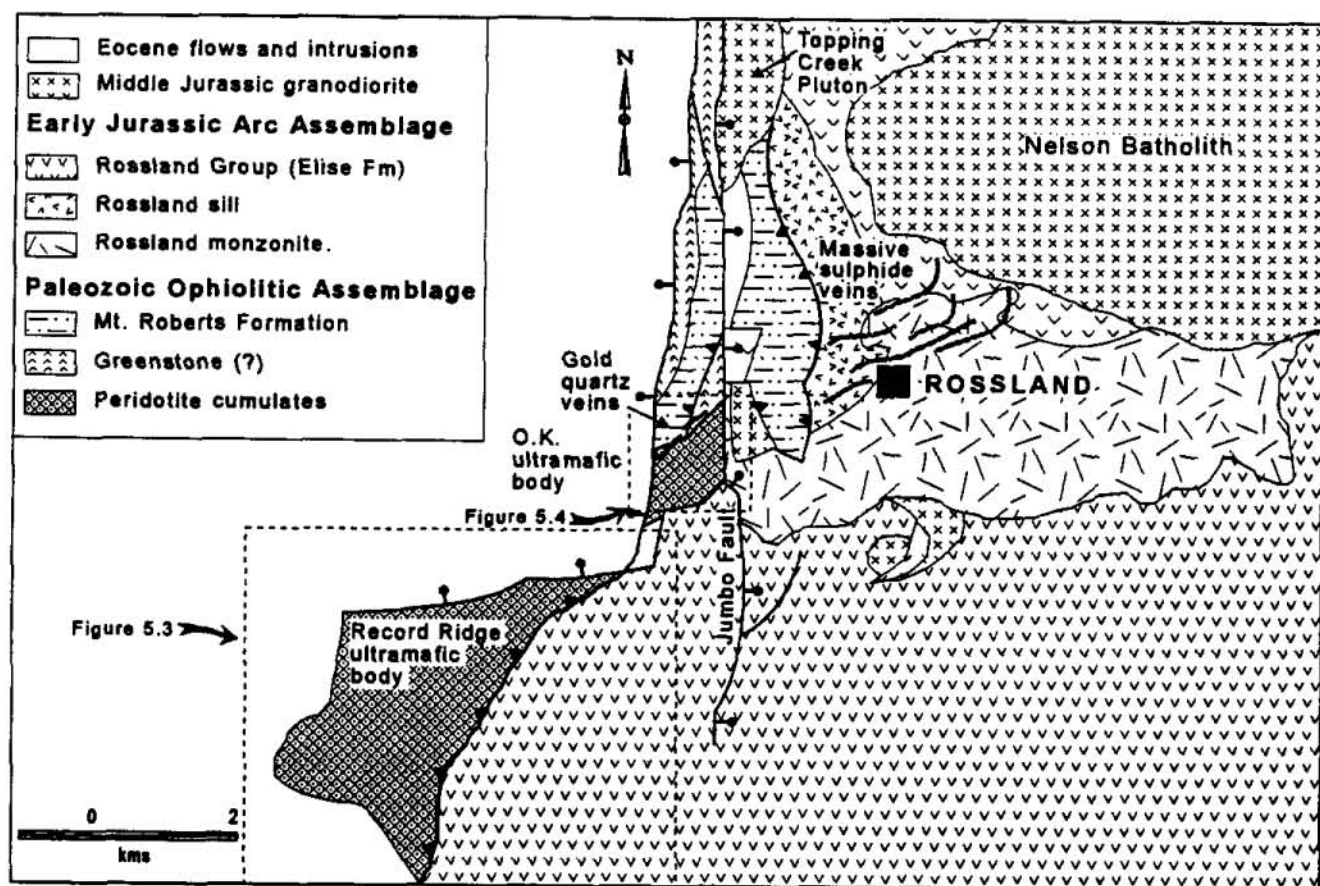 Eocene flows and intrusions
Middle Jurassic granodiorite
Early Jurassic Arc Assemblage
Rossland Group (Elise Fm)
Rossland sill
Rossland monzonite.
Paleozoic Ophiolitic Assemblage
Mt. Roberts Formation
Greenstone (?)
Peridotite cumulates
N
Topping
Creek
Pluton
Nelson Batholith
Massive
sulphide
veins
Gold
quartz
veins
ROSSLAND
O.K.
ultramafic
body
Figure 5.4
Jumbo Fault
Figure 5.3
Record Ridge
ultramafic
body
0 2
kms